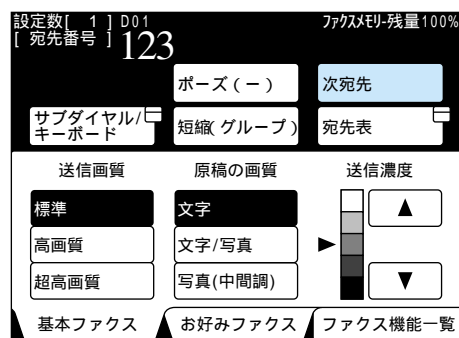 設定数[ 1 ] D01 ファクスメモリ-残量100%
[ 宛先番号 ] 123
ポーズ ( − ) 次宛先
サブダイヤル/
キーボード 短縮( グループ ) 宛先表
送信画質 原稿の画質 送信濃度
標準 文字
高画質 文字/写真
超高画質 写真(中間調)
基本ファクス お好みファクス ファクス機能一覧